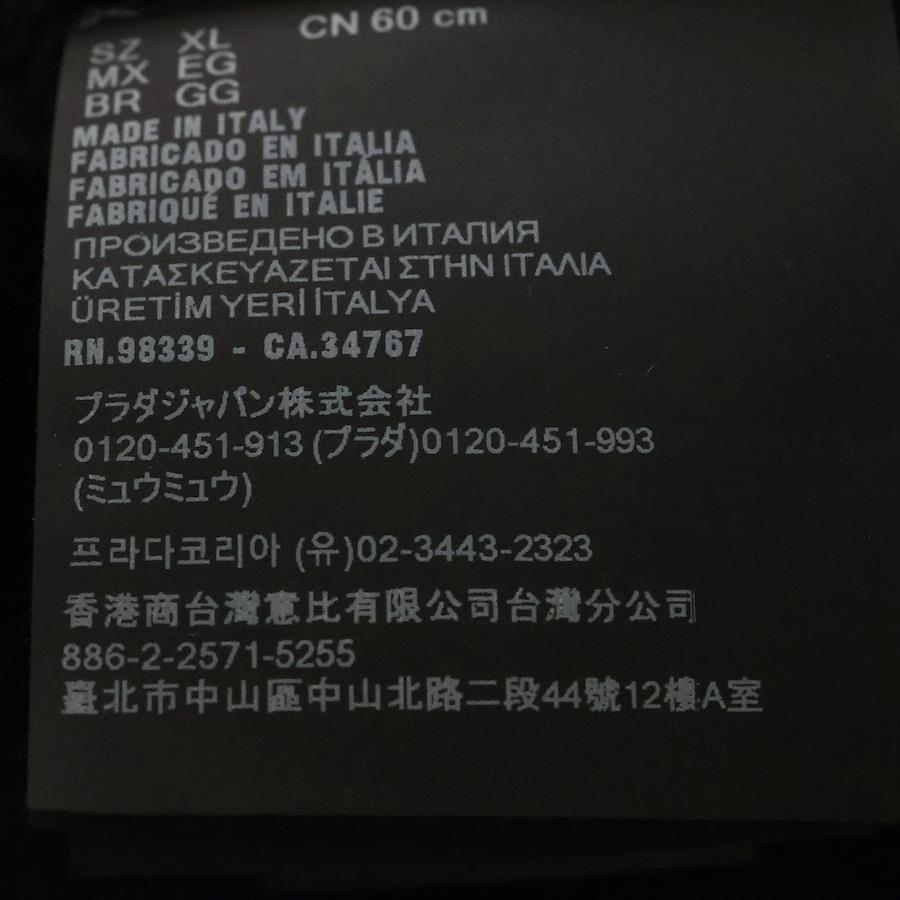 CN 60 cm
SZ XL
MX EG
BR GG
MADE IN ITALY
FABRICADO EN ITALIA
FABRICADO EM ITÁLIA
FABRIQUÉ EN ITALIE
ПРОИЗВЕДЕНО В ИТАЛИЯ
ΚΑΤΑΣΚΕΥΑΖΕΤΑΙ ΣΤΗΝ ΙΤΑΛΙΑ
ÜRETİM YERİ İTALYA
RN.98339 - CA.34767
プラダジャパン株式会社
0120-451-913 (プラダ)0120-451-993
(ミュウミュウ)
프라다코리아 (유)02-3443-2323
香港商台灣意比有限公司台灣分公司
886-2-2571-5255
臺北市中山區中山北路二段44號12樓A室